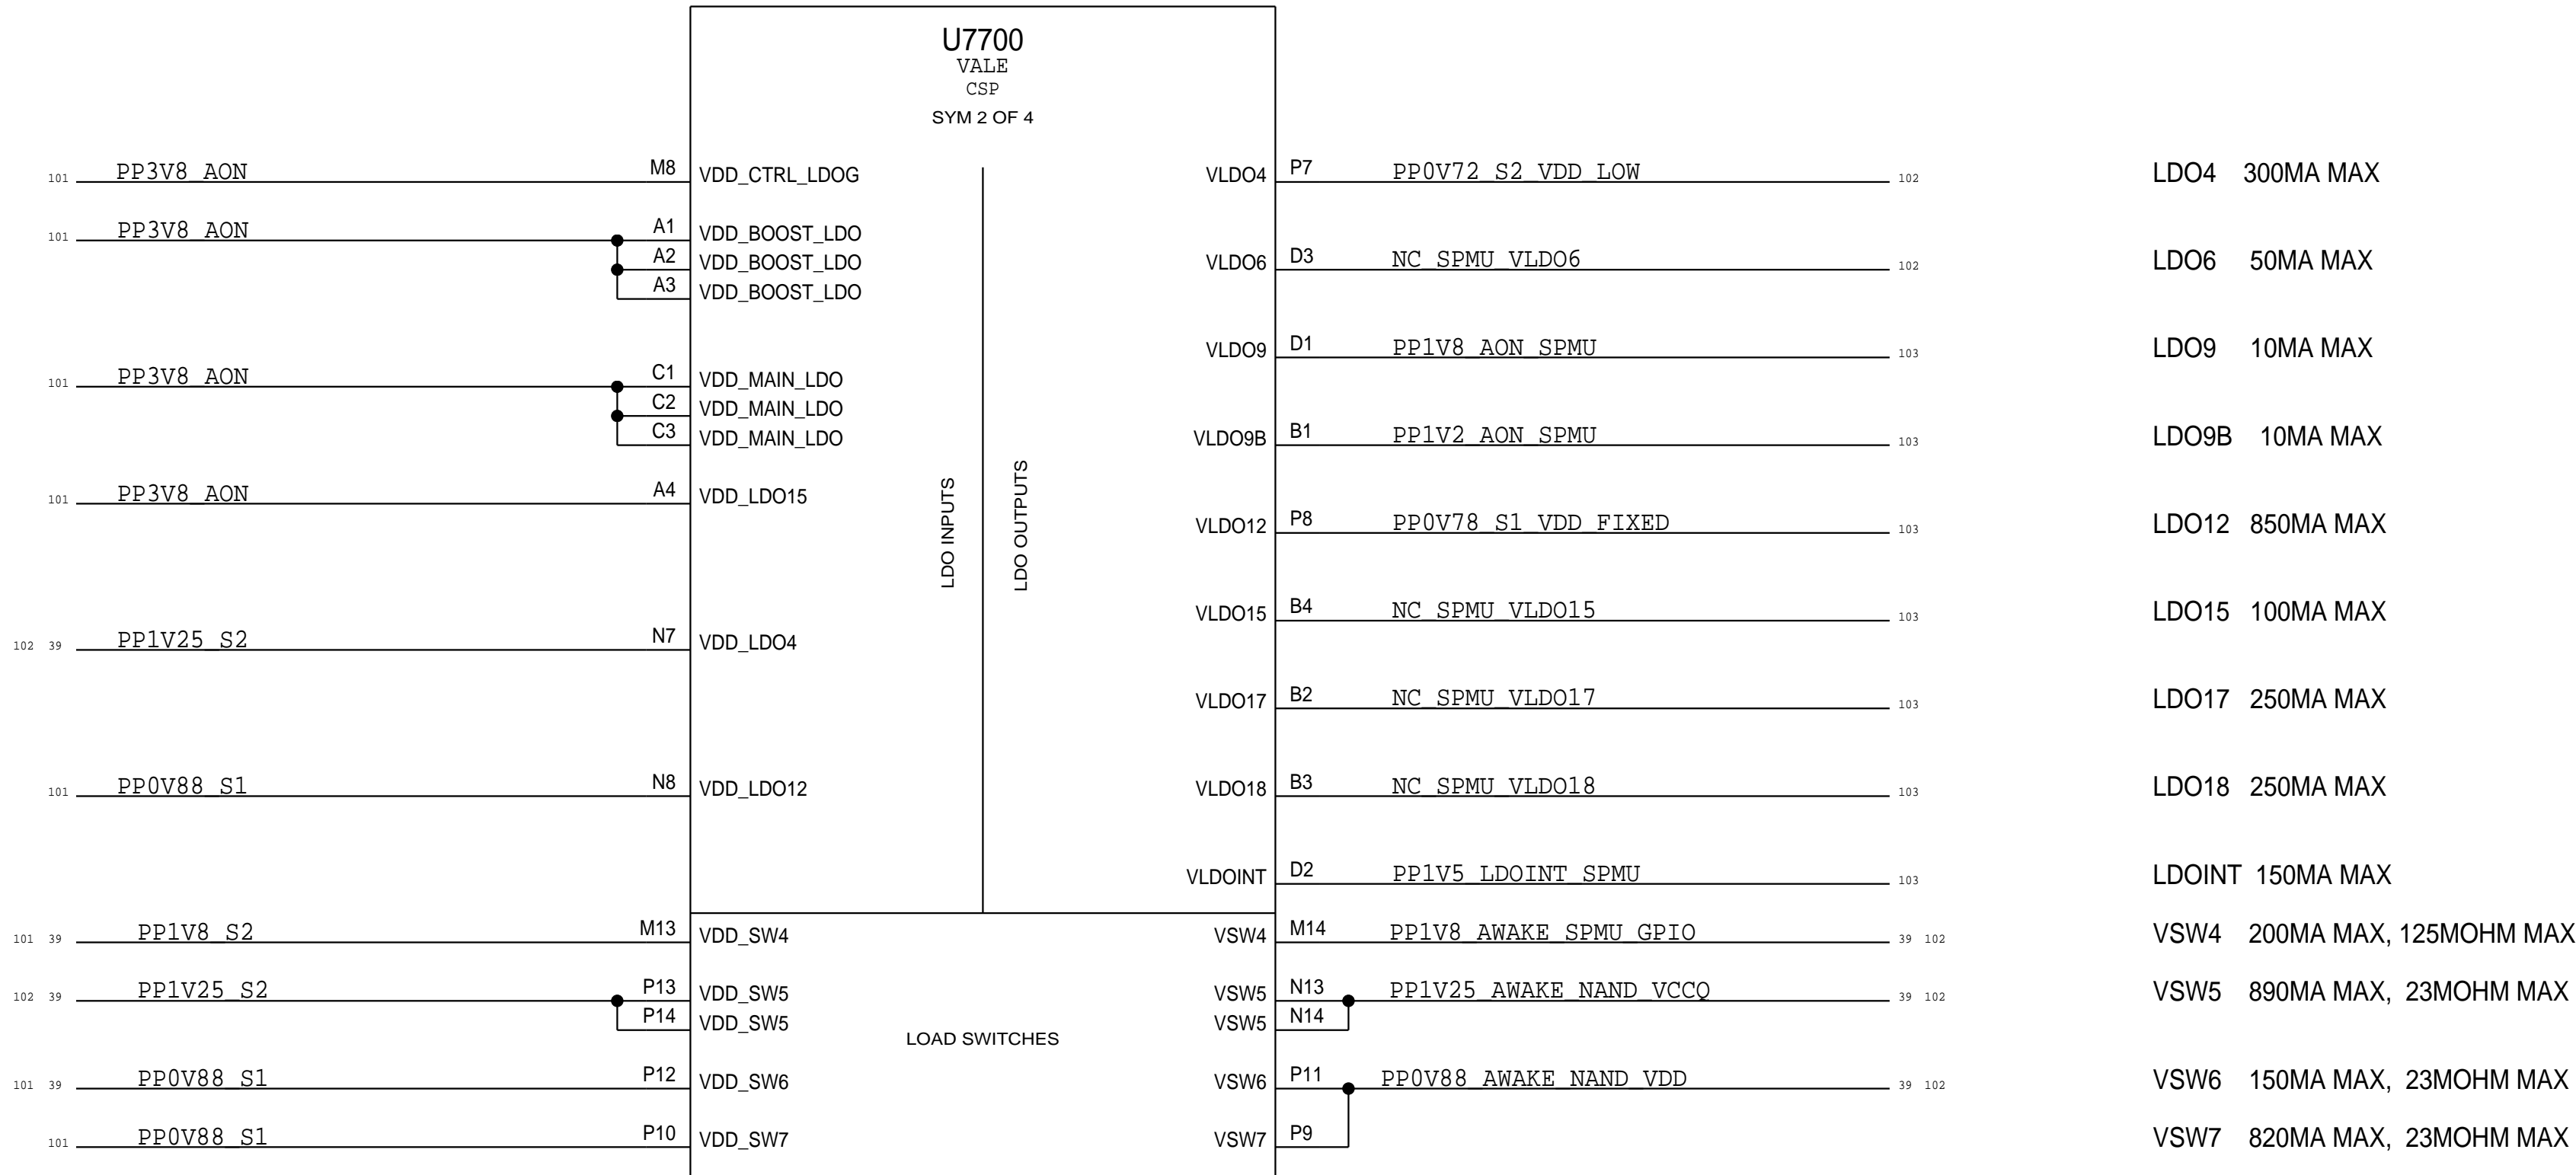 U7700
VALE
CSP
SYM 2 OF 4
101 PP3V8_AON M8 VDD_CTRL_LDOG VLDO4 P7 PP0V72_S2_VDD_LOW 102 LDO4 300MA MAX
101 PP3V8_AON A1 VDD_BOOST_LDO
A2 VDD_BOOST_LDO VLDO6 D3 NC_SPMU_VLDO6 102 LDO6 50MA MAX
A3 VDD_BOOST_LDO
VLDO9 D1 PP1V8_AON_SPMU 103 LDO9 10MA MAX
101 PP3V8_AON C1 VDD_MAIN_LDO
C2 VDD_MAIN_LDO
C3 VDD_MAIN_LDO VLDO9B B1 PP1V2_AON_SPMU 103 LDO9B 10MA MAX
101 PP3V8_AON A4 VDD_LDO15
LDO INPUTS
LDO OUTPUTS
VLDO12 P8 PP0V78_S1_VDD_FIXED 103 LDO12 850MA MAX
VLDO15 B4 NC_SPMU_VLDO15 103 LDO15 100MA MAX
102 39 PP1V25_S2 N7 VDD_LDO4
VLDO17 B2 NC_SPMU_VLDO17 103 LDO17 250MA MAX
101 PP0V88_S1 N8 VDD_LDO12 VLDO18 B3 NC_SPMU_VLDO18 103 LDO18 250MA MAX
VLDOINT D2 PP1V5_LDOINT_SPMU 103 LDOINT 150MA MAX
101 39 PP1V8_S2 M13 VDD_SW4 VSW4 M14 PP1V8_AWAKE_SPMU_GPIO 39 102 VSW4 200MA MAX, 125MOHM MAX
102 39 PP1V25_S2 P13 VDD_SW5 VSW5 N13 PP1V25_AWAKE_NAND_VCCQ 39 102 VSW5 890MA MAX, 23MOHM MAX
P14 VDD_SW5 VSW5 N14
LOAD SWITCHES
101 39 PP0V88_S1 P12 VDD_SW6 VSW6 P11 PP0V88_AWAKE_NAND_VDD 39 102 VSW6 150MA MAX, 23MOHM MAX
101 PP0V88_S1 P10 VDD_SW7 VSW7 P9 VSW7 820MA MAX, 23MOHM MAX